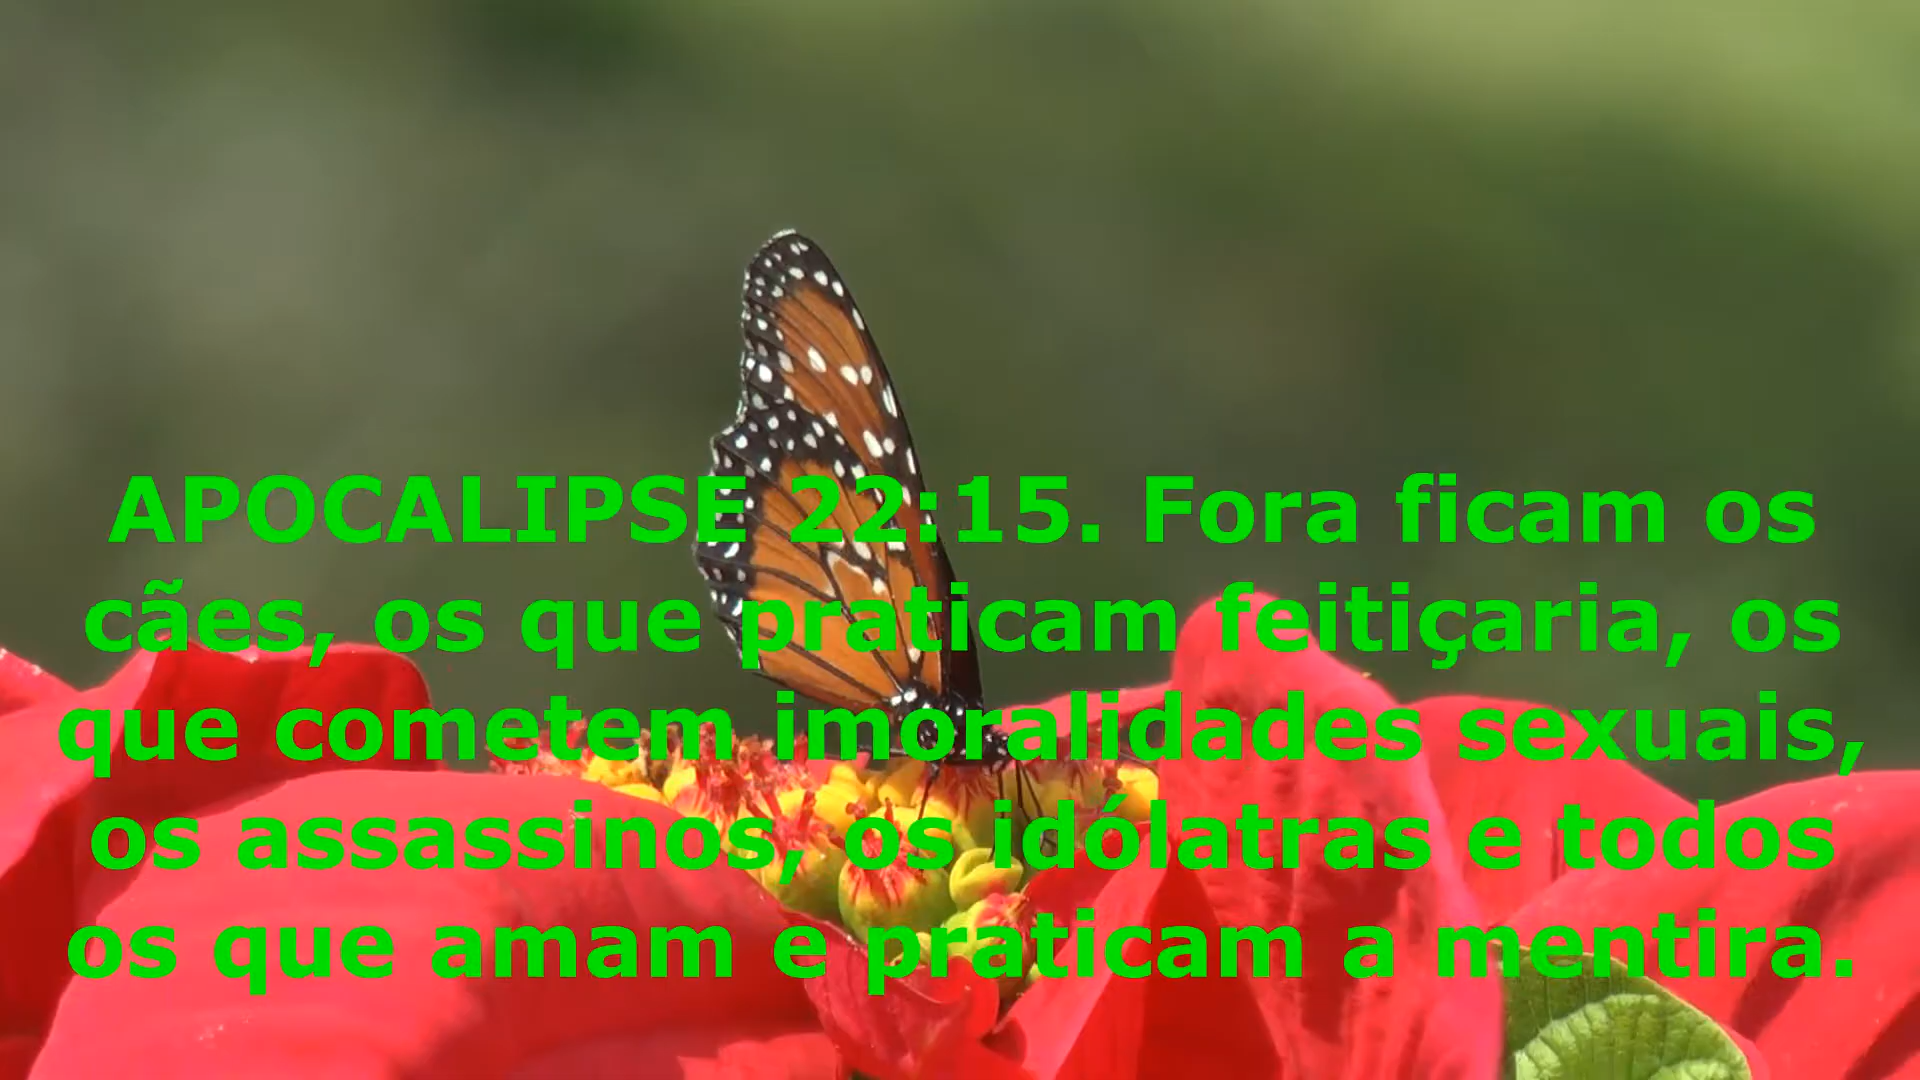 APOCALIPSE 22:15. Fora ficam os
cães, os que praticam feitiçaria, os
que cometem imoralidades sexuais,
os assassinos, os idólatras e todos
os que amam e praticam a mentira.